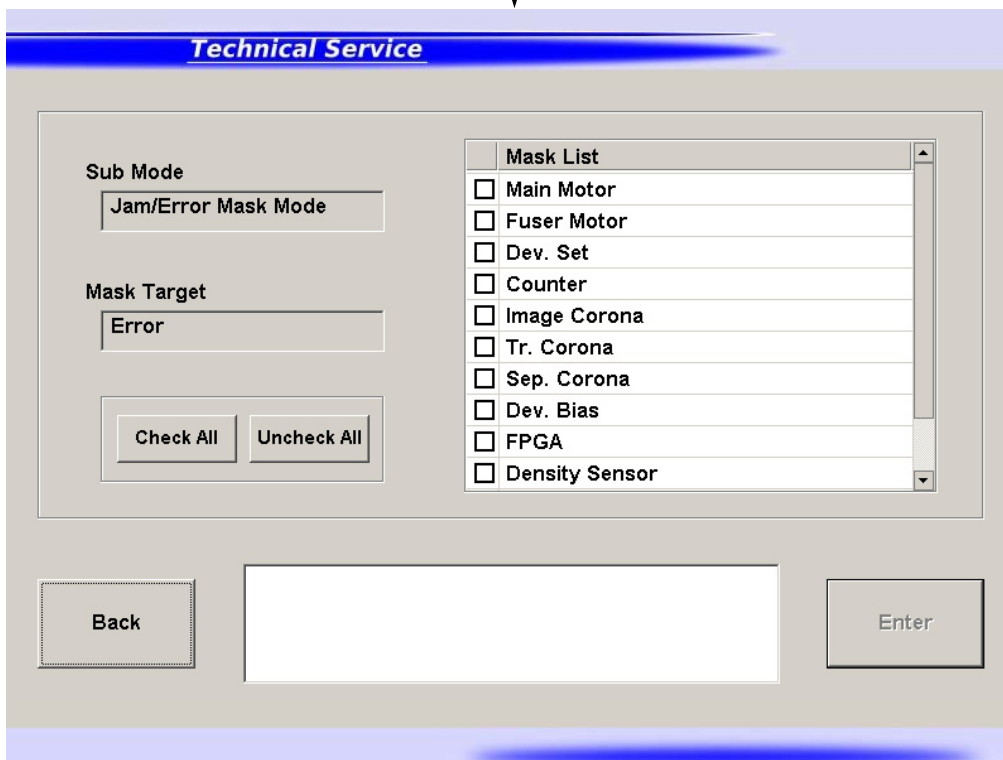 Technical Service
Sub Mode
Jam/Error Mask Mode
Mask Target
Error
Check All
Uncheck All
Mask List
Main Motor
Fuser Motor
Dev. Set
Counter
Image Corona
Tr. Corona
Sep. Corona
Dev. Bias
FPGA
Density Sensor
Back
Enter